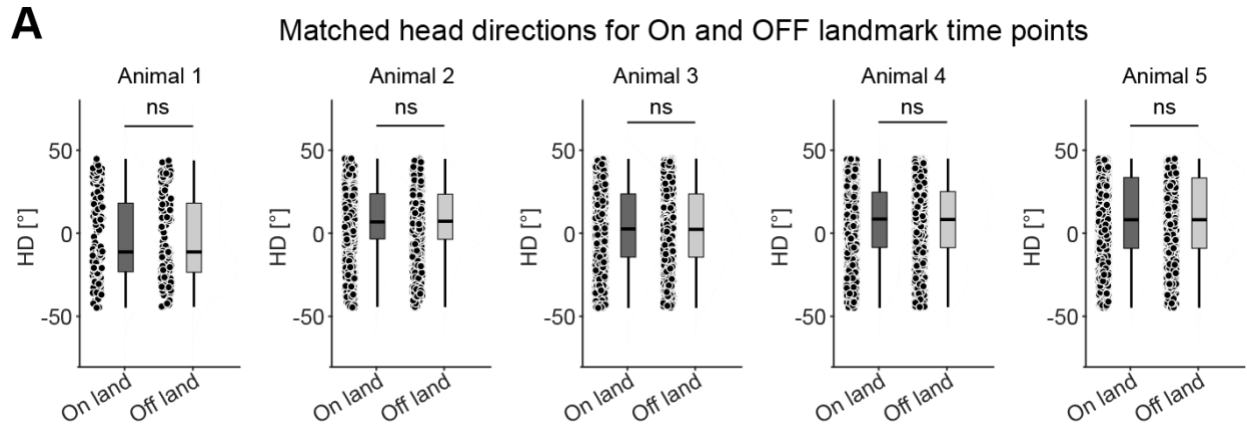 A
Matched head directions for On and OFF landmark time points
Animal 1
Animal 2
Animal 3
Animal 4
Animal 5
ns
ns
ns
ns
ns
HD [°]
50
0
-50
On land
Off land
HD [°]
50
0
-50
On land
Off land
HD [°]
50
0
-50
On land
Off land
HD [°]
50
0
-50
On land
Off land
HD [°]
50
0
-50
On land
Off land